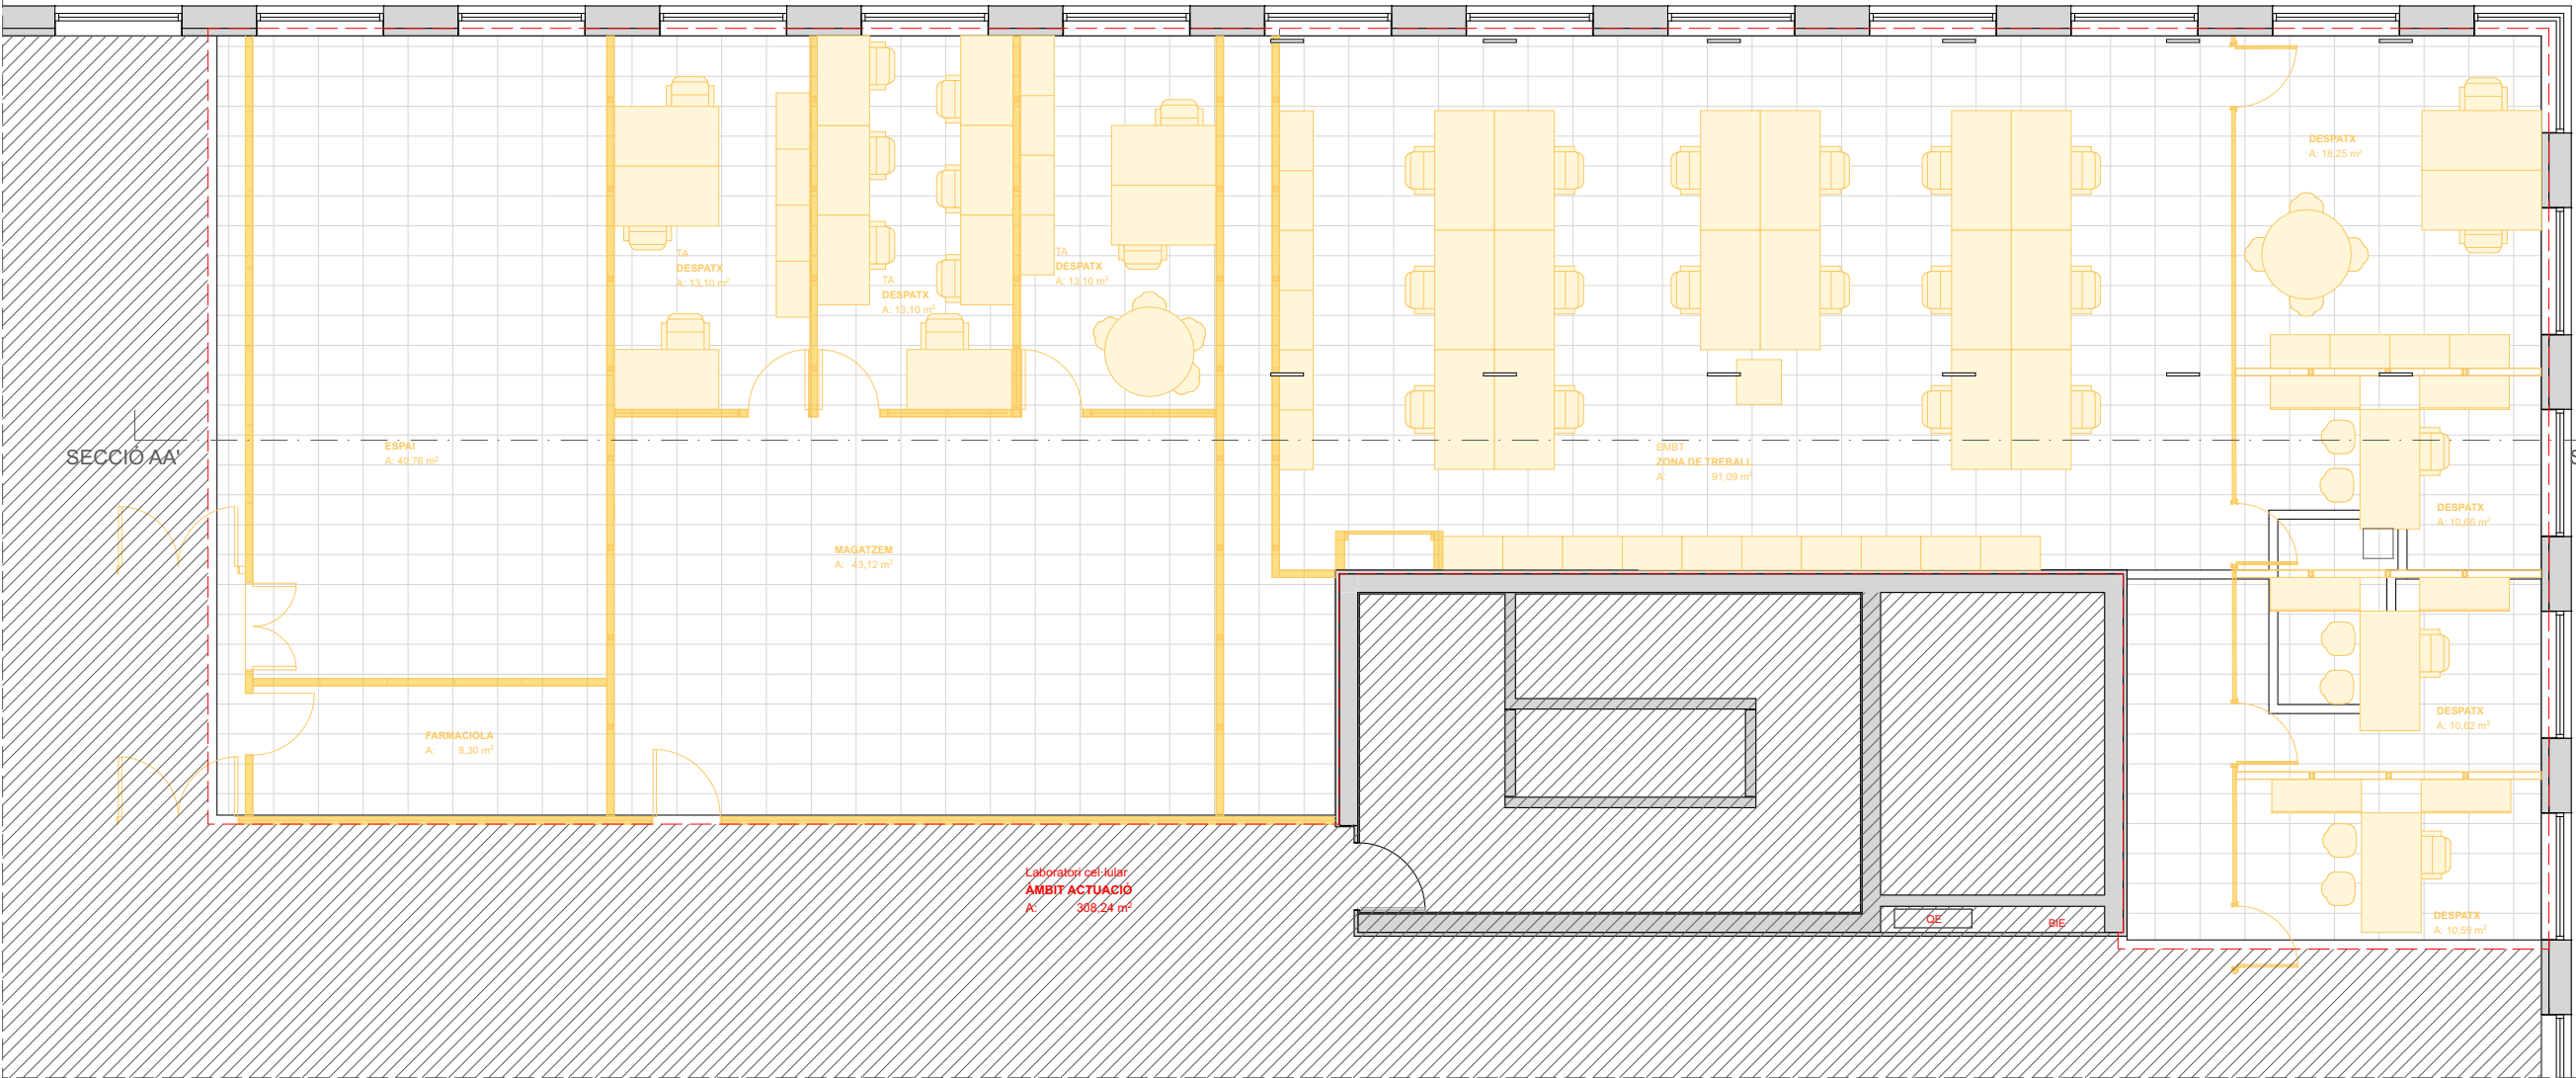 DESPATX
A: 18,25 m²
TA
DESPATX
A: 13,10 m²
TA
DESPATX
A: 13,10 m²
TA
DESPATX
A: 13,10 m²
SECCIÓ AA'
ESPAI
A: 40,76 m²
EMBT
ZONA DE TREBALL
A: 91,09 m²
S
DESPATX
A: 10,66 m²
MAGATZEM
A: 43,12 m²
FARMACIOLA
A: 8,30 m²
DESPATX
A: 10,62 m²
Laboratori cel·lular
ÀMBIT ACTUACIÓ
A: 308,24 m²
QE
BIE
DESPATX
A: 10,59 m²